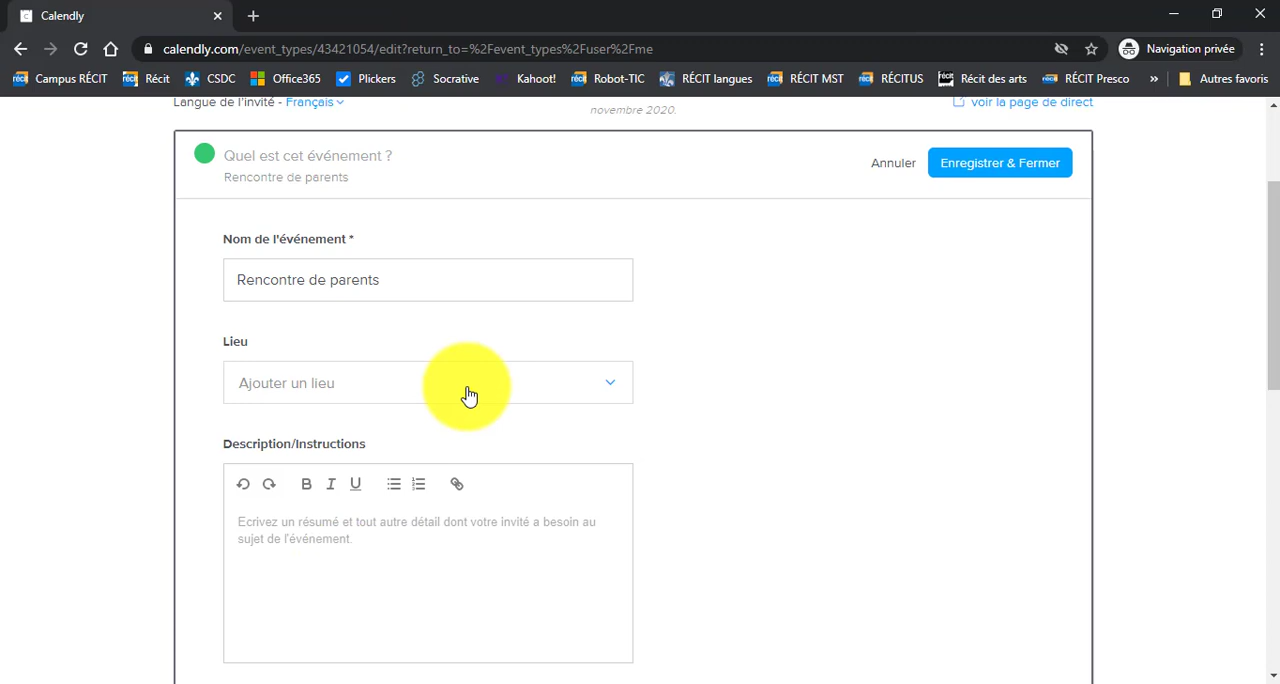 Calendly
calendly.com/event_types/43421054/edit?return_to=%2Fevent_types%2Fuser%2Fme
Navigation privée
Campus RÉCIT
Récit
CSDC
Office365
Plickers
Socrative
Kahoot!
Robot-TIC
RÉCIT langues
RÉCIT MST
RÉCITUS
Récit des arts
RÉCIT Presco
»
Autres favoris
Langue de l'invité - Français
novembre 2020.
voir la page de direct
Quel est cet événement ?
Rencontre de parents
Annuler
Enregistrer & Fermer
Nom de l'événement *
Rencontre de parents
Lieu
Ajouter un lieu
Description/Instructions
B I U
Ecrivez un résumé et tout autre détail dont votre invité a besoin au
sujet de l'événement.